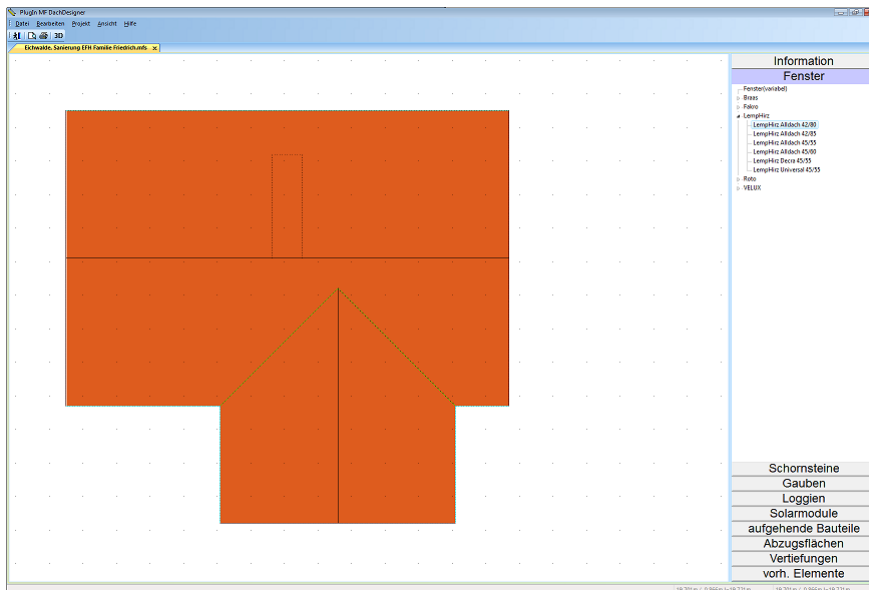 PlugIn MF DachDesigner
Datei Bearbeiten Projekt Ansicht Hilfe
3D
Eichwalde, Sanierung EFH Familie Friedrich.mfs x
Information
Fenster
Fenster(variabel)
Braas
Fakro
LempHirz
LempHirz Alldach 42/80
LempHirz Alldach 42/85
LempHirz Alldach 45/55
LempHirz Alldach 45/60
LempHirz Decra 45/55
LempHirz Universal 45/55
Roto
VELUX
Schornsteine
Gauben
Loggien
Solarmodule
aufgehende Bauteile
Abzugsflächen
Vertiefungen
vorh. Elemente